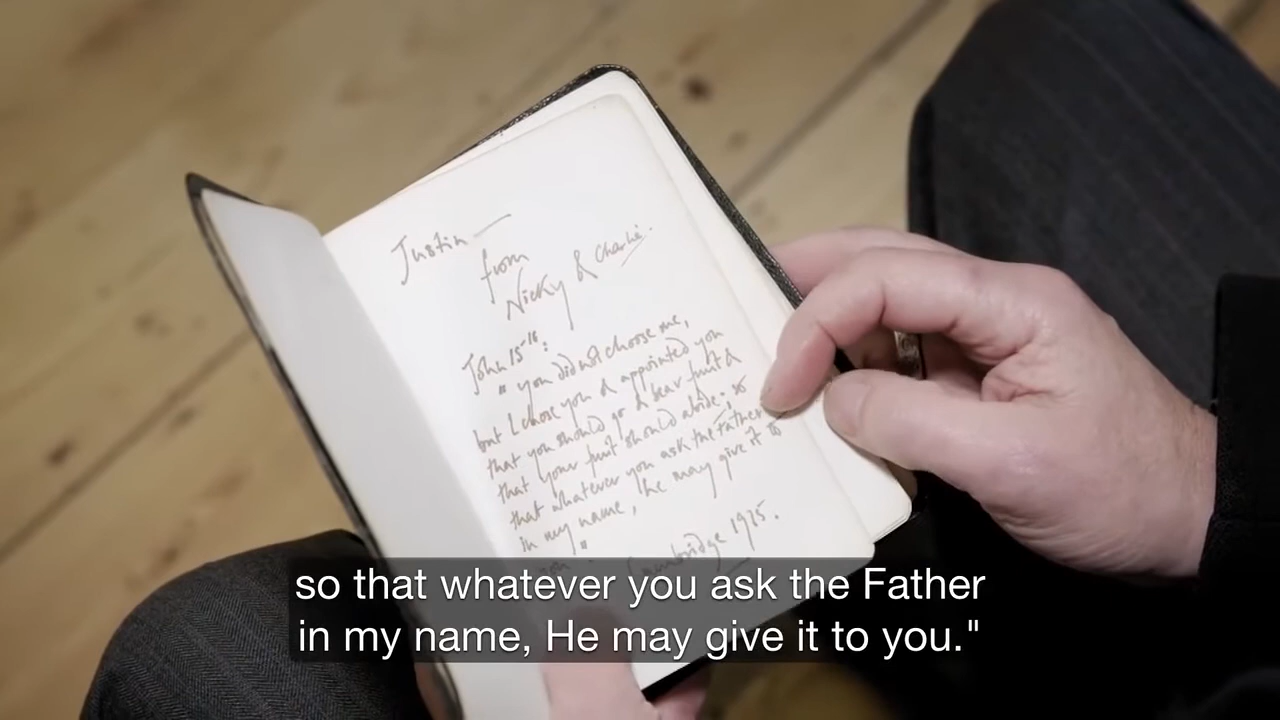 Justin —
from
Nicky & Charlie.
John 15-16:
"you did not choose me,
but I chose you & appointed you
that you should go & bear fruit &
that your fruit should abide; so
that whatever you ask the Father
in my name, he may give it to
you."
Cambridge 1975.
so that whatever you ask the Father
in my name, He may give it to you."